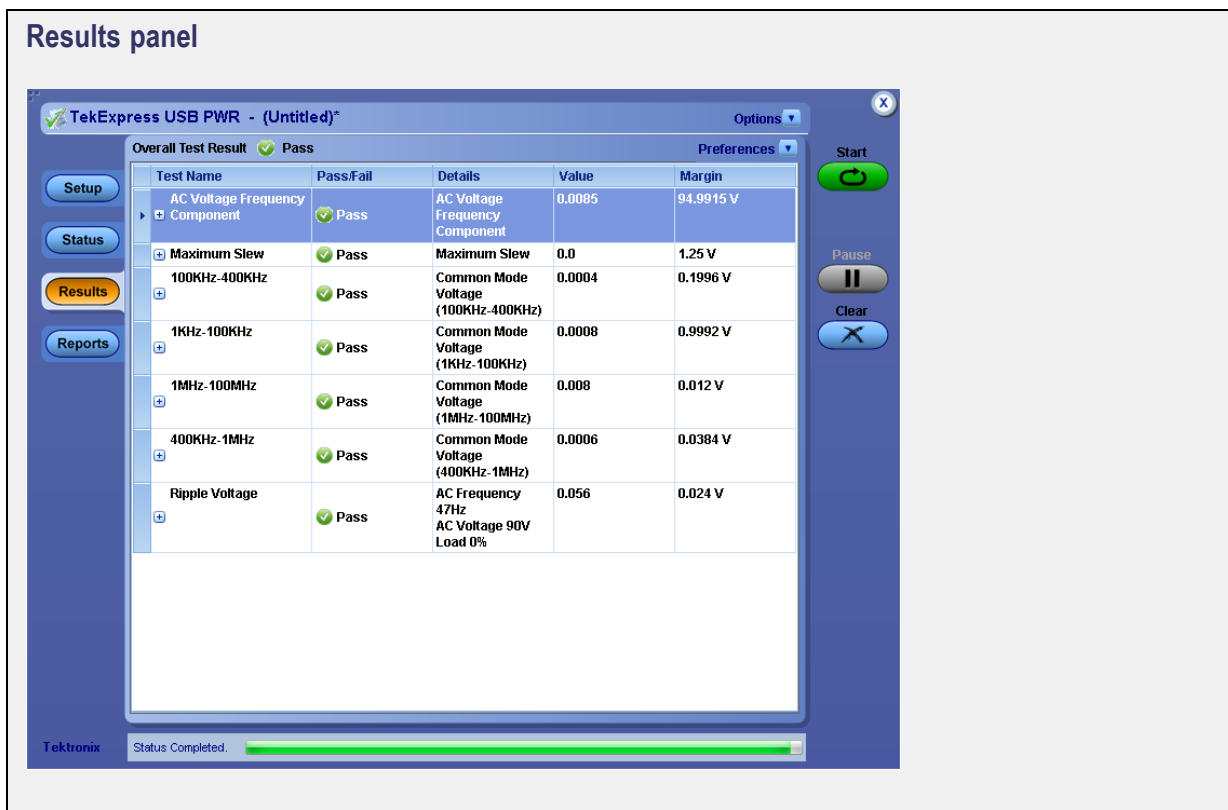 Results panel
TekExpress USB PWR - (Untitled)*
Options
X
Overall Test Result Pass
Preferences
Start
Setup
Status
Results
Reports
Pause
Clear
Test Name Pass/Fail Details Value Margin
AC Voltage Frequency
Component
Pass
AC Voltage
Frequency
Component
0.0085
94.9915 V
Maximum Slew Pass Maximum Slew 0.0 1.25 V
100KHz-400KHz
Pass
Common Mode
Voltage
(100KHz-400KHz)
0.0004
0.1996 V
1KHz-100KHz
Pass
Common Mode
Voltage
(1KHz-100KHz)
0.0008
0.9992 V
1MHz-100MHz
Pass
Common Mode
Voltage
(1MHz-100MHz)
0.008
0.012 V
400KHz-1MHz
Pass
Common Mode
Voltage
(400KHz-1MHz)
0.0006
0.0384 V
Ripple Voltage
Pass
AC Frequency
47Hz
AC Voltage 90V
Load 0%
0.056
0.024 V
Tektronix
Status Completed.